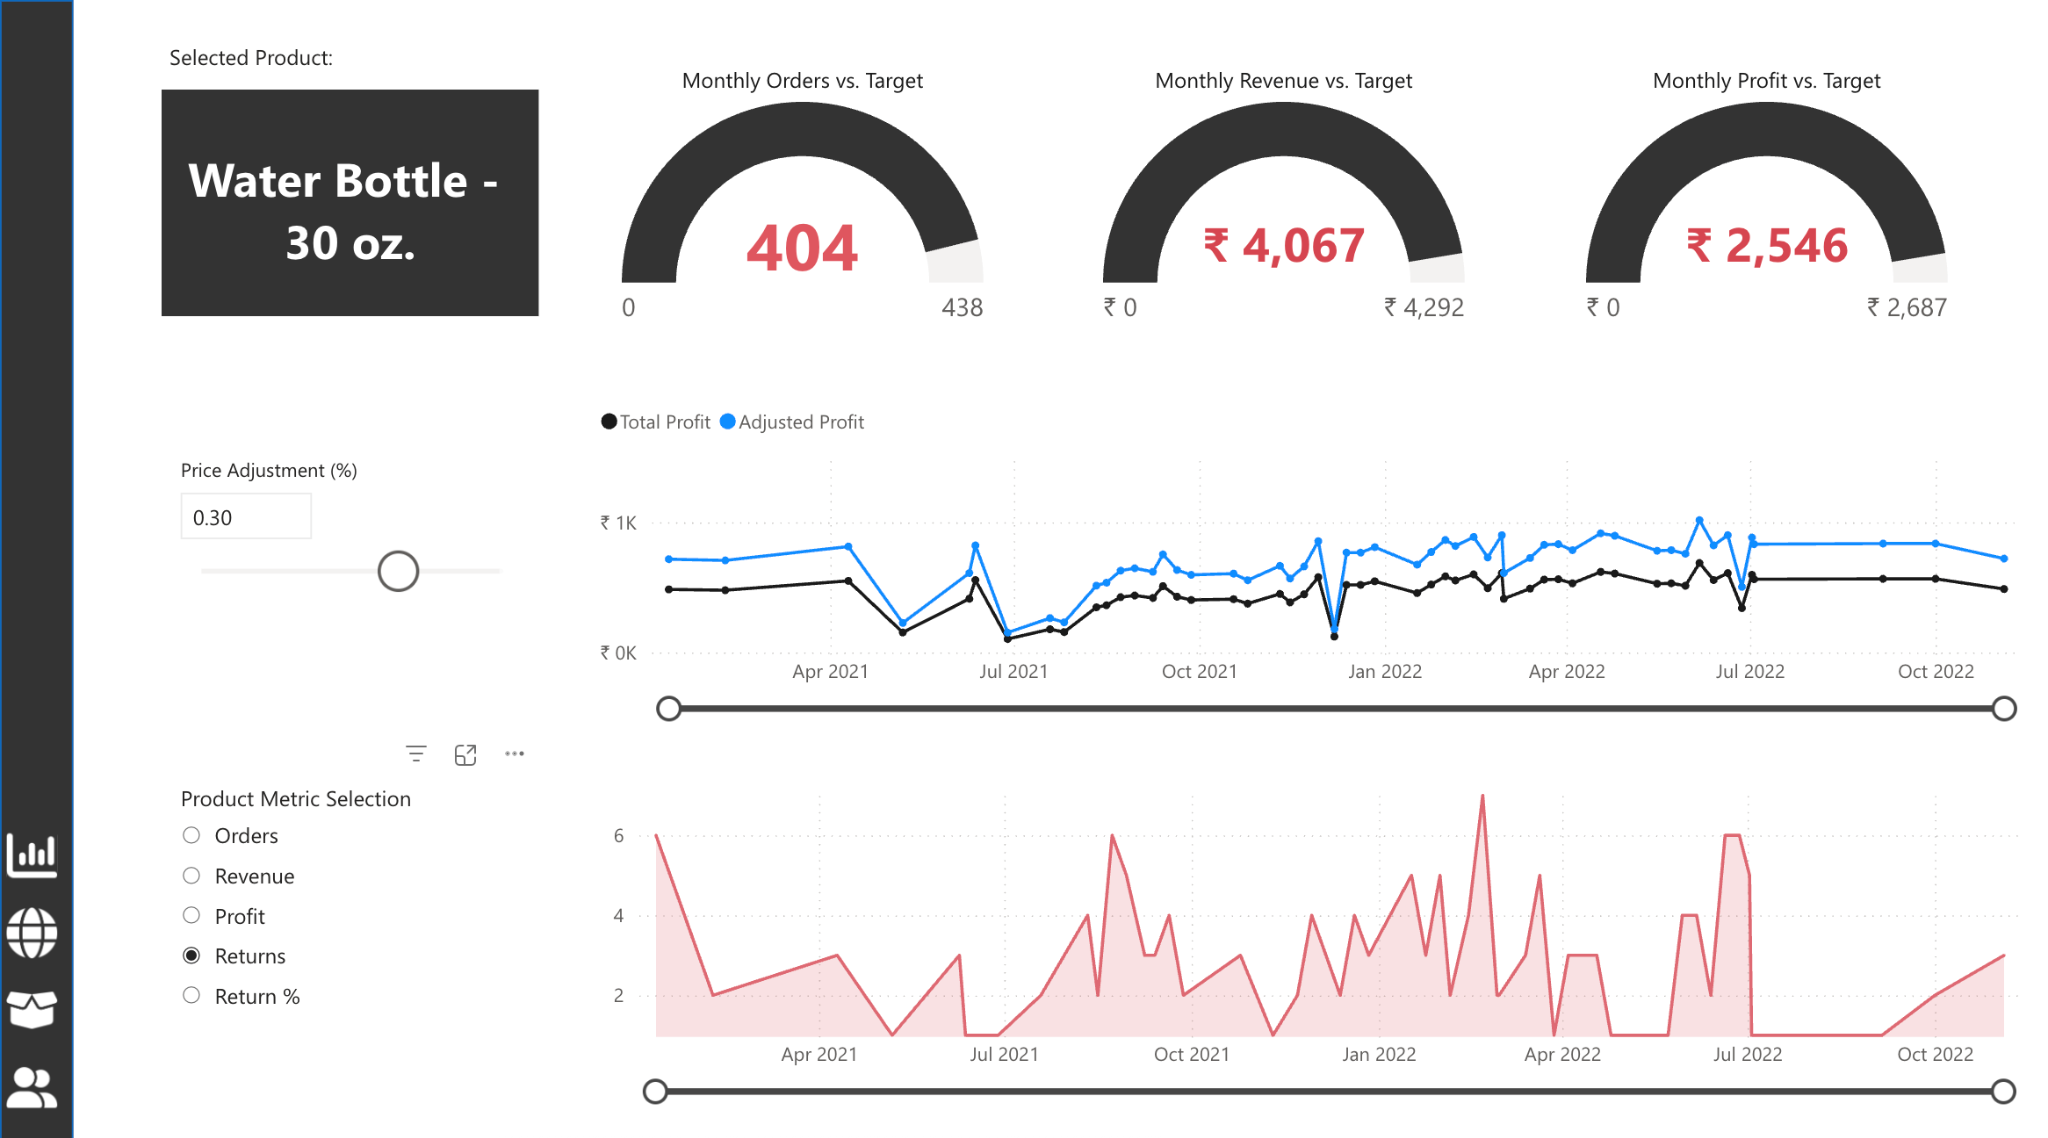 Selected Product:
Water Bottle -
30 oz.
Monthly Orders vs. Target
404
0
438
Monthly Revenue vs. Target
₹ 4,067
₹ 0
₹ 4,292
Monthly Profit vs. Target
₹ 2,546
₹ 0
₹ 2,687
Price Adjustment (%)
0.30
Total Profit Adjusted Profit
₹ 1K
₹ 0K
Apr 2021 Jul 2021 Oct 2021 Jan 2022 Apr 2022 Jul 2022 Oct 2022
Product Metric Selection
Orders
Revenue
Profit
Returns
Return %
6
4
2
Apr 2021 Jul 2021 Oct 2021 Jan 2022 Apr 2022 Jul 2022 Oct 2022